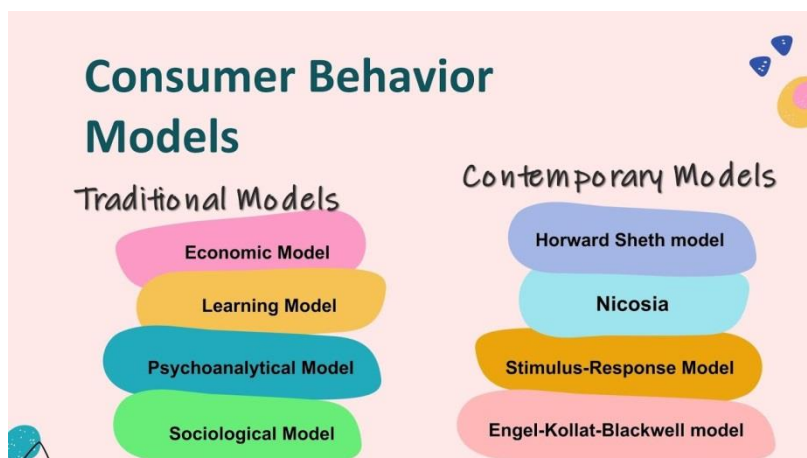 Consumer Behavior
Models
Traditional Models
Economic Model
Learning Model
Psychoanalytical Model
Sociological Model
Contemporary Models
Horward Sheth model
Nicosia
Stimulus-Response Model
Engel-Kollat-Blackwell model